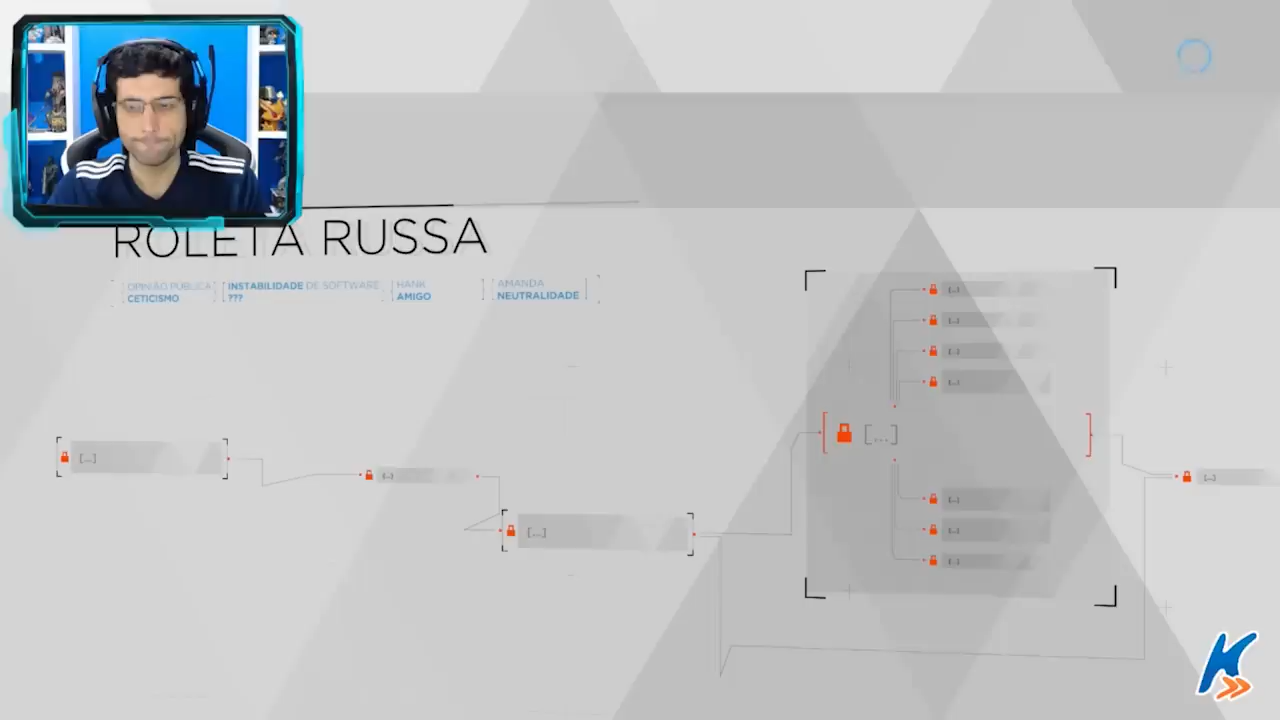 ROLETA RUSSA
OPINIÃO PÚBLICA
CETICISMO
INSTABILIDADE DE SOFTWARE
???
HANK
AMIGO
AMANDA
NEUTRALIDADE
[...]
[...]
[...]
[...]
[...]
[...]
[...]
[...]
[...]
[...]
[...]
[...]
K